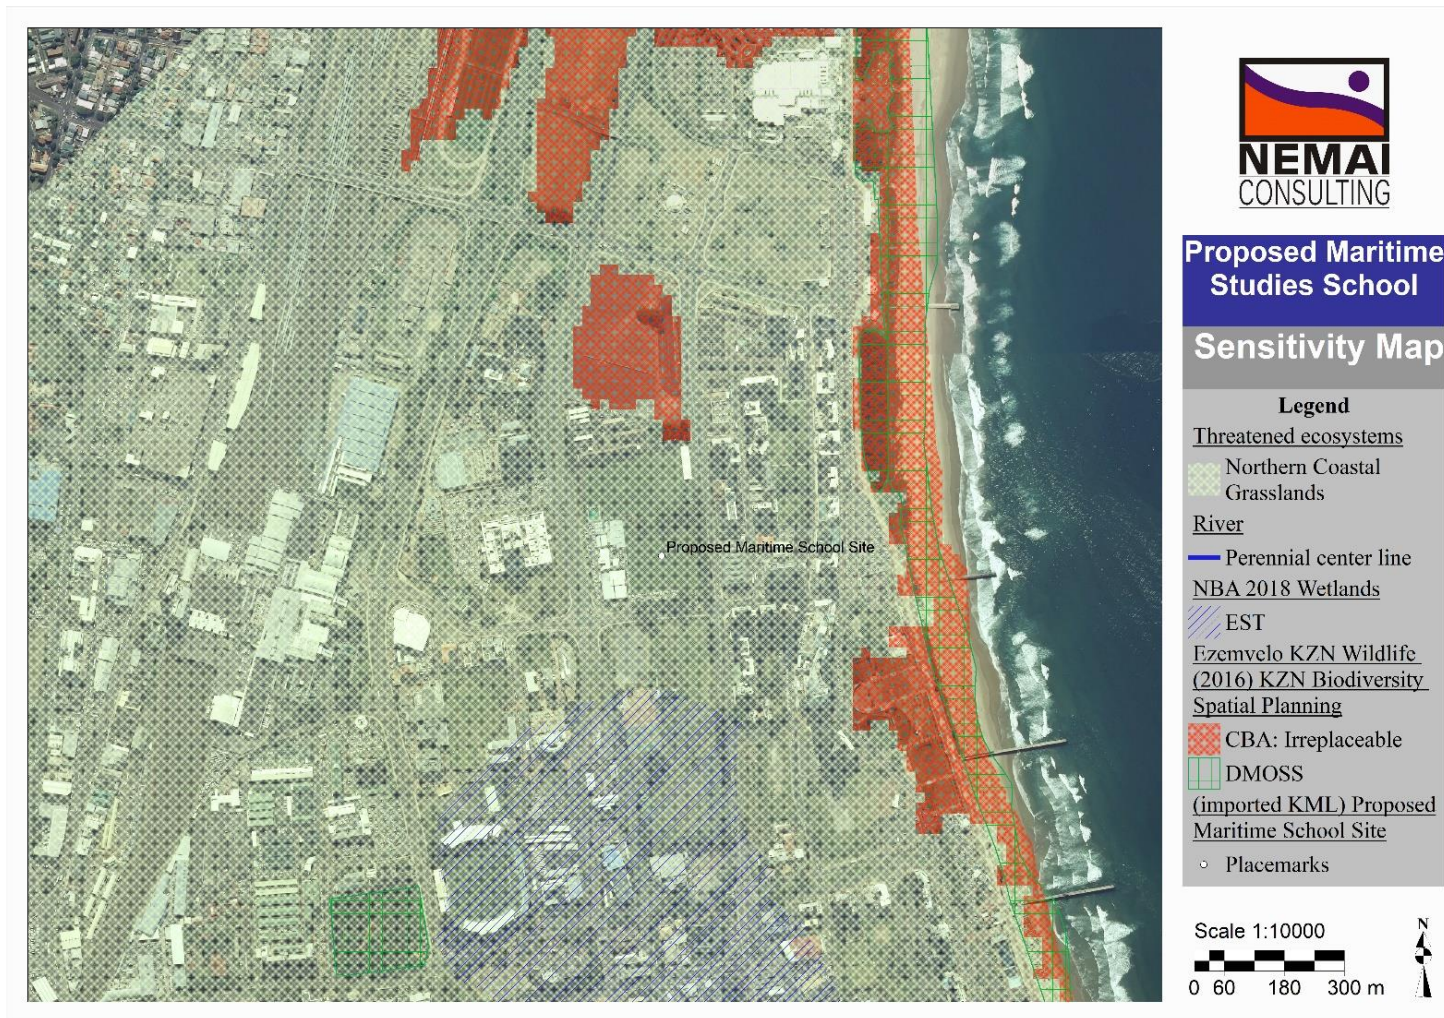 Proposed Maritime School Site
NEMAI
CONSULTING
Proposed Maritime
Studies School
Sensitivity Map
Legend
Threatened ecosystems
Northern Coastal
Grasslands
River
Perennial center line
NBA 2018 Wetlands
EST
Ezemvelo KZN Wildlife
(2016) KZN Biodiversity
Spatial Planning
CBA: Irreplaceable
DMOSS
(imported KML) Proposed
Maritime School Site
Placemarks
Scale 1:10000
0 60 180 300 m
N